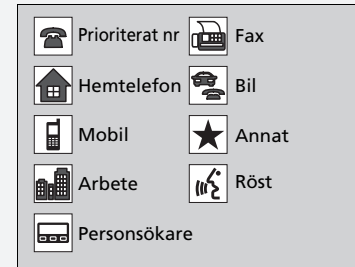 Prioriterat nr Fax
Hemtelefon Bil
Mobil Annat
Arbete Röst
Personsökare